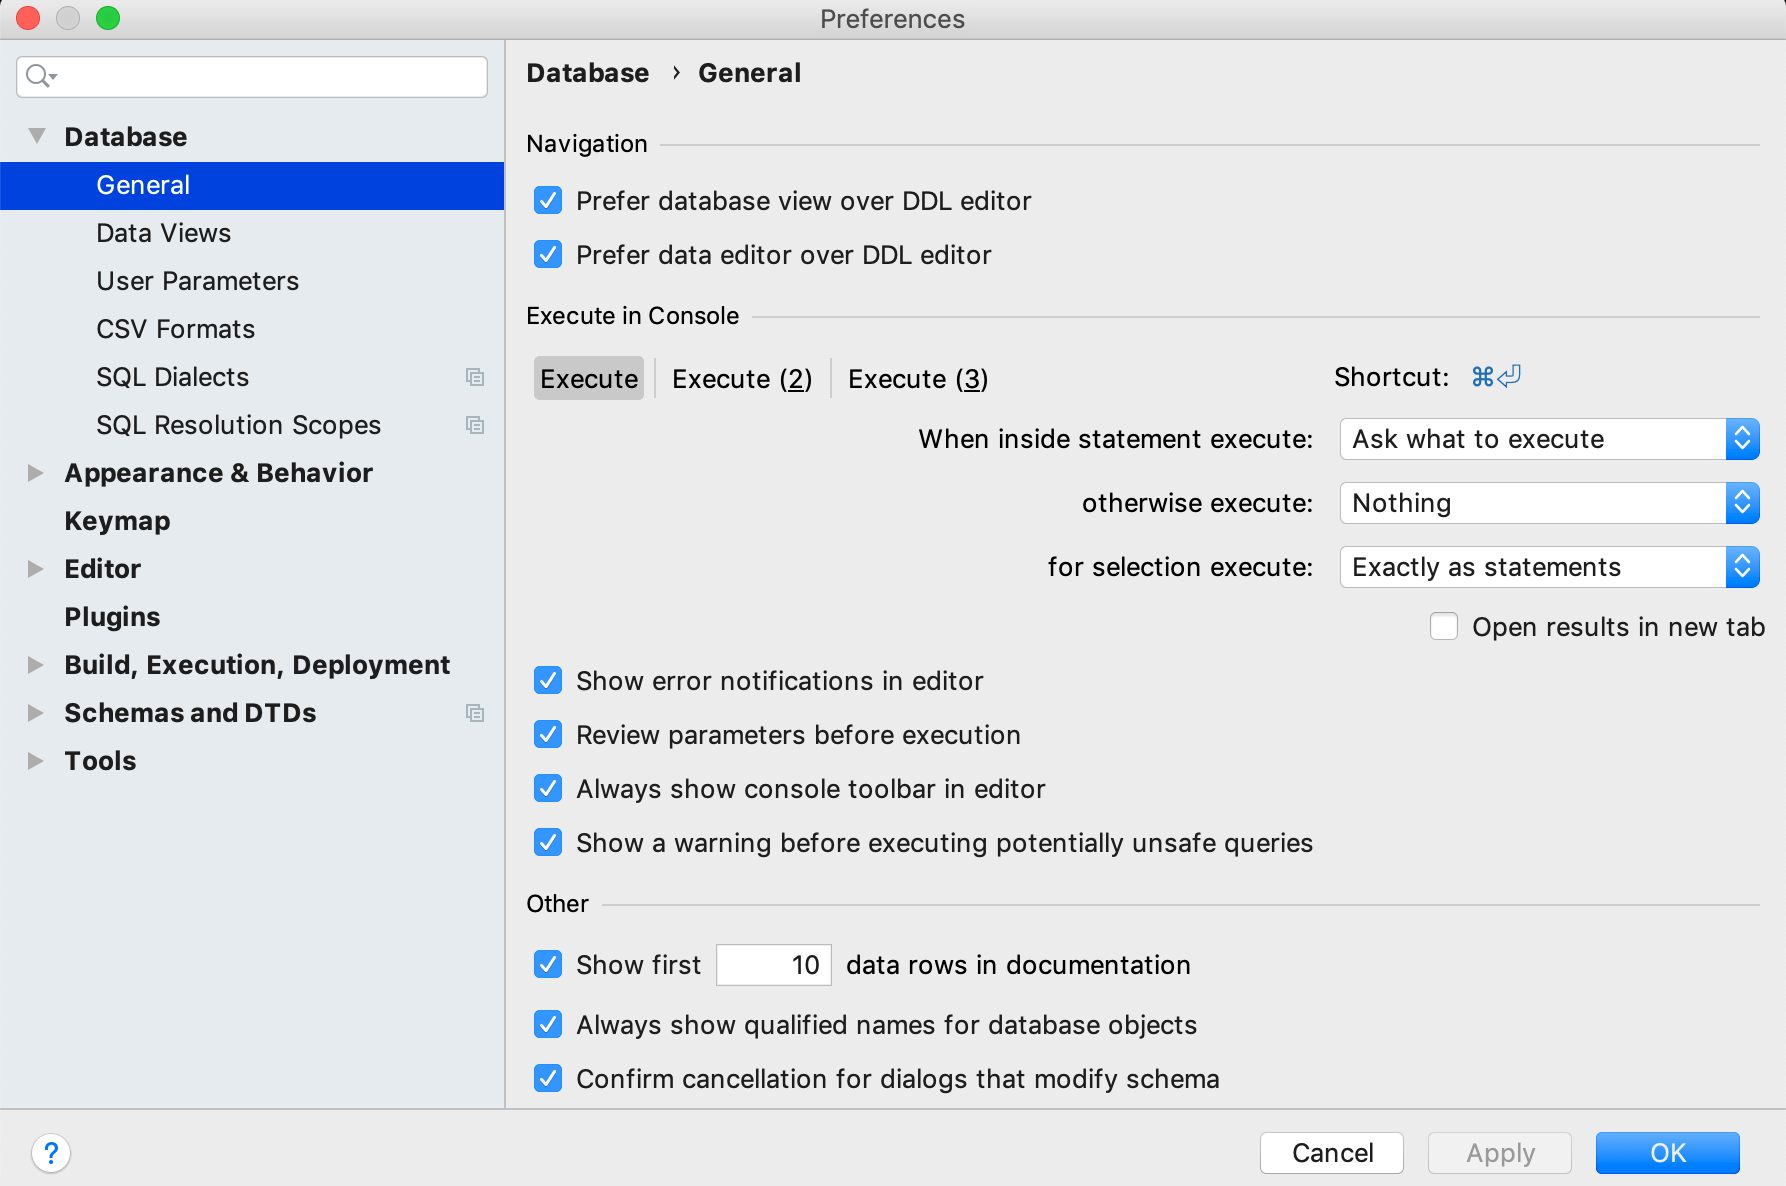 Preferences
Database
General
Data Views
User Parameters
CSV Formats
SQL Dialects
SQL Resolution Scopes
Appearance & Behavior
Keymap
Editor
Plugins
Build, Execution, Deployment
Schemas and DTDs
Tools
Database › General
Navigation
Prefer database view over DDL editor
Prefer data editor over DDL editor
Execute in Console
Execute Execute (2) Execute (3) Shortcut: ⌘⏎
When inside statement execute: Ask what to execute
otherwise execute: Nothing
for selection execute: Exactly as statements
Open results in new tab
Show error notifications in editor
Review parameters before execution
Always show console toolbar in editor
Show a warning before executing potentially unsafe queries
Other
Show first 10 data rows in documentation
Always show qualified names for database objects
Confirm cancellation for dialogs that modify schema
? Cancel Apply OK